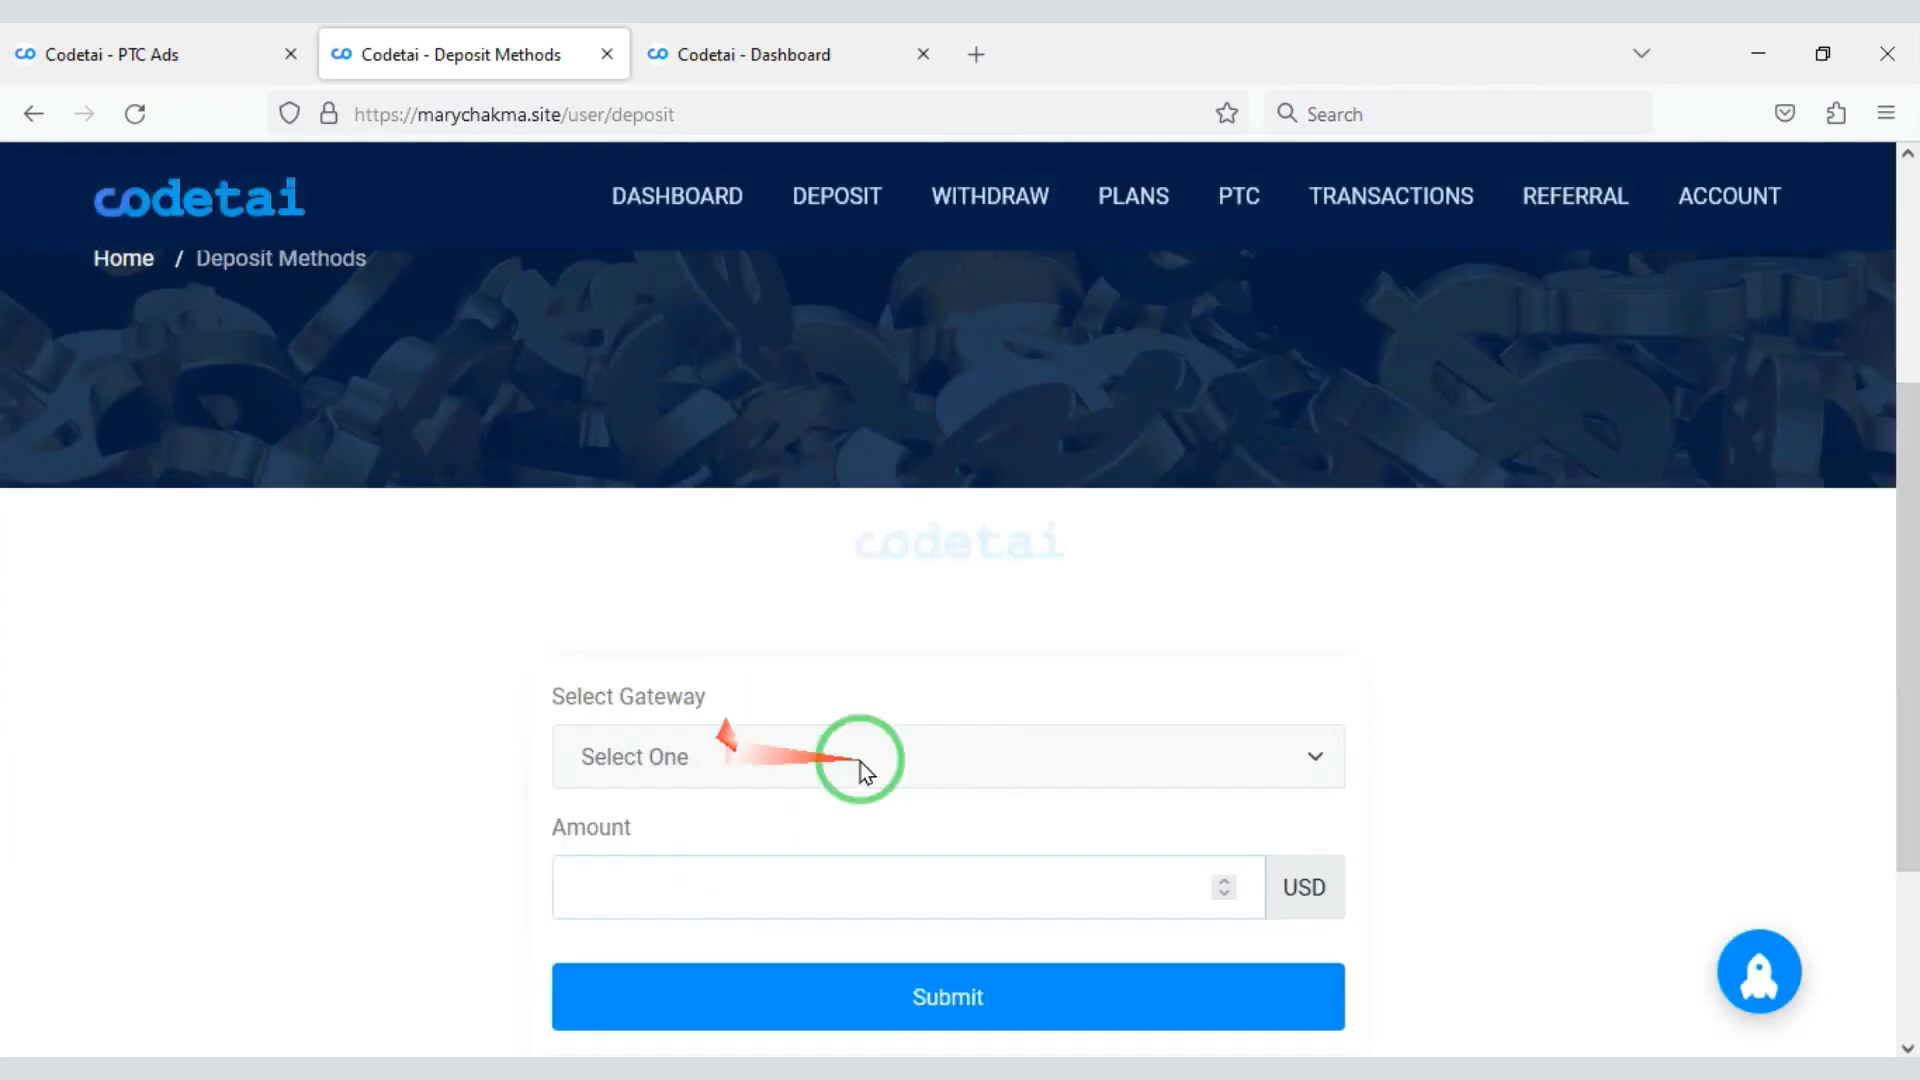 Codetai - PTC Ads
Codetai - Deposit Methods
Codetai - Dashboard
https://marychakma.site/user/deposit
Search
codetai
DASHBOARD
DEPOSIT
WITHDRAW
PLANS
PTC
TRANSACTIONS
REFERRAL
ACCOUNT
Home / Deposit Methods
codetai
Select Gateway
Select One
Amount
USD
Submit